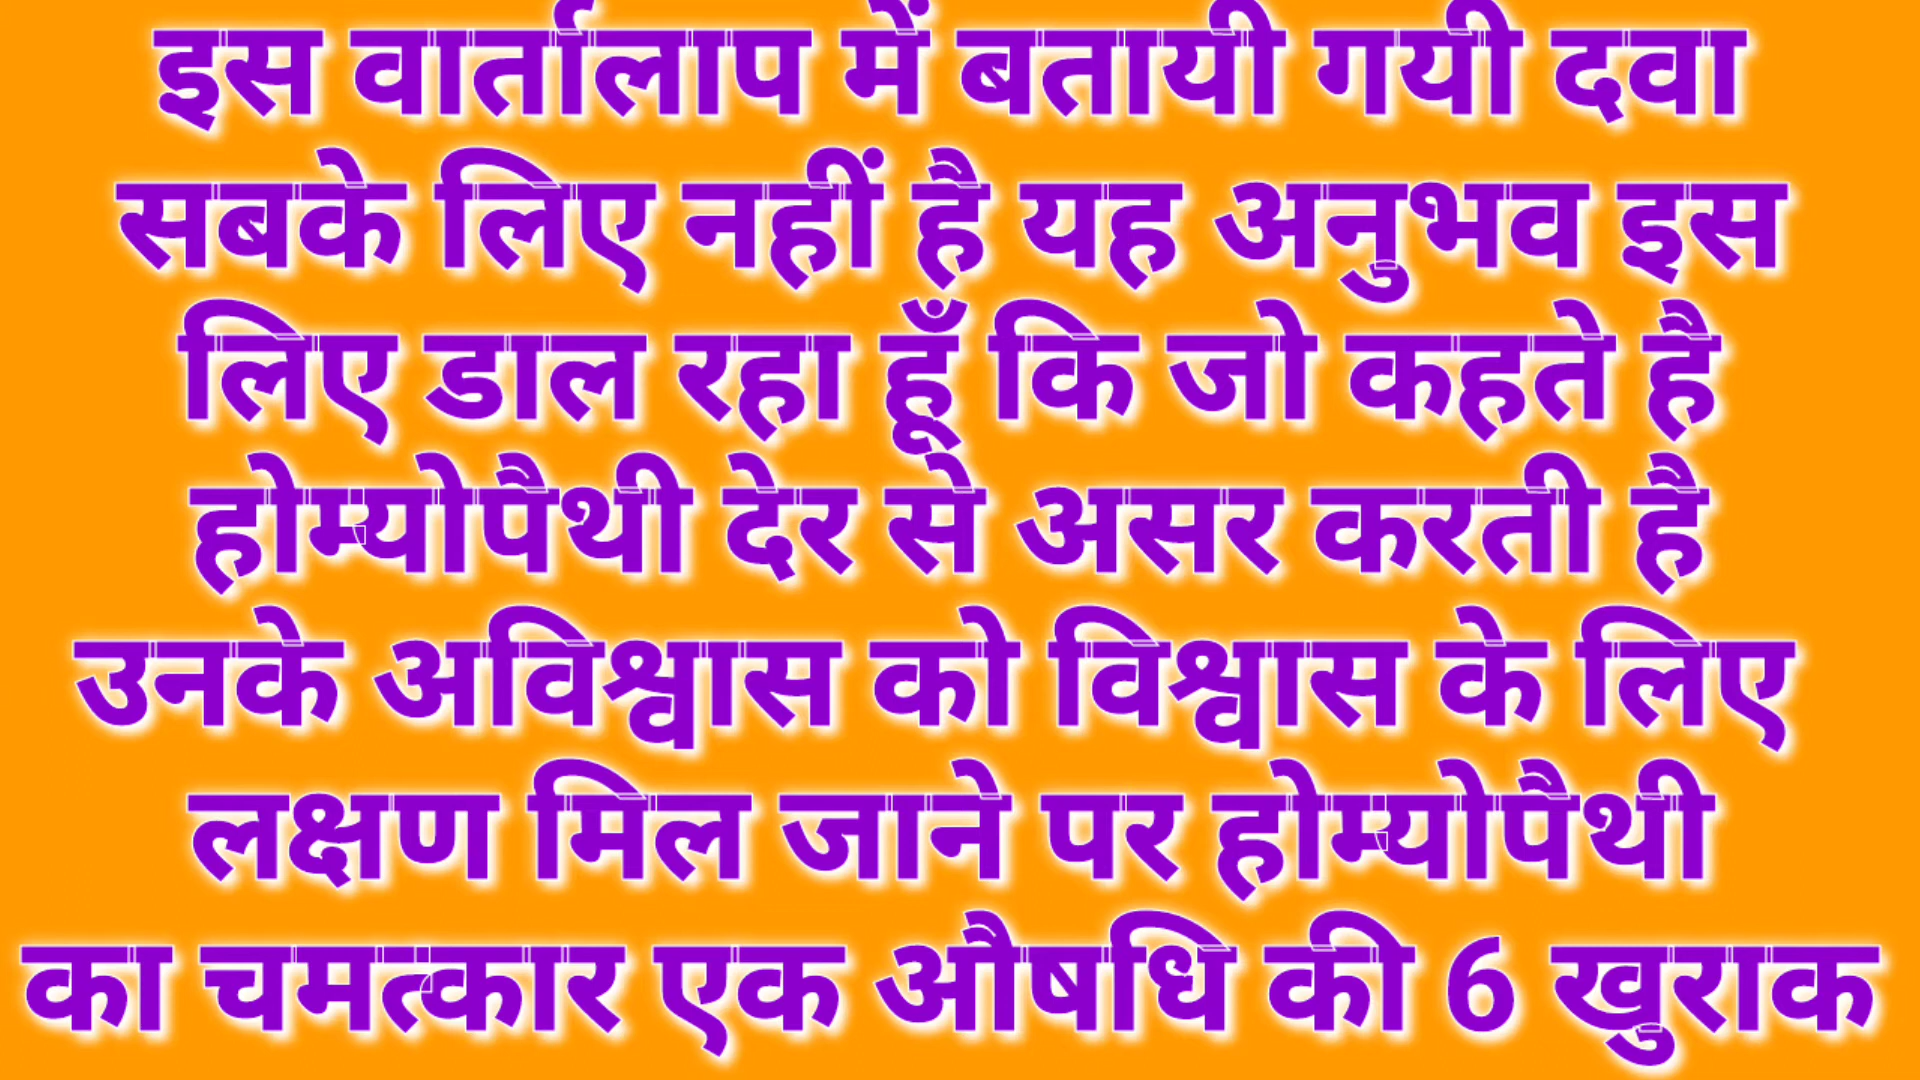 इस वार्तालाप में बतायी गयी दवा
सबके लिए नहीं है यह अनुभव इस
लिए डाल रहा हूँ कि जो कहते है
होम्योपैथी देर से असर करती है
उनके अविश्वास को विश्वास के लिए
लक्षण मिल जाने पर होम्योपैथी
का चमत्कार एक औषधि की 6 खुराक